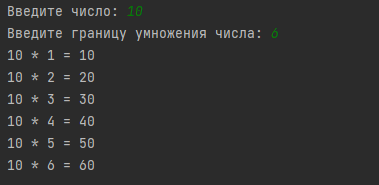 Введите число: 10
Введите границу умножения числа: 6
10 * 1 = 10
10 * 2 = 20
10 * 3 = 30
10 * 4 = 40
10 * 5 = 50
10 * 6 = 60